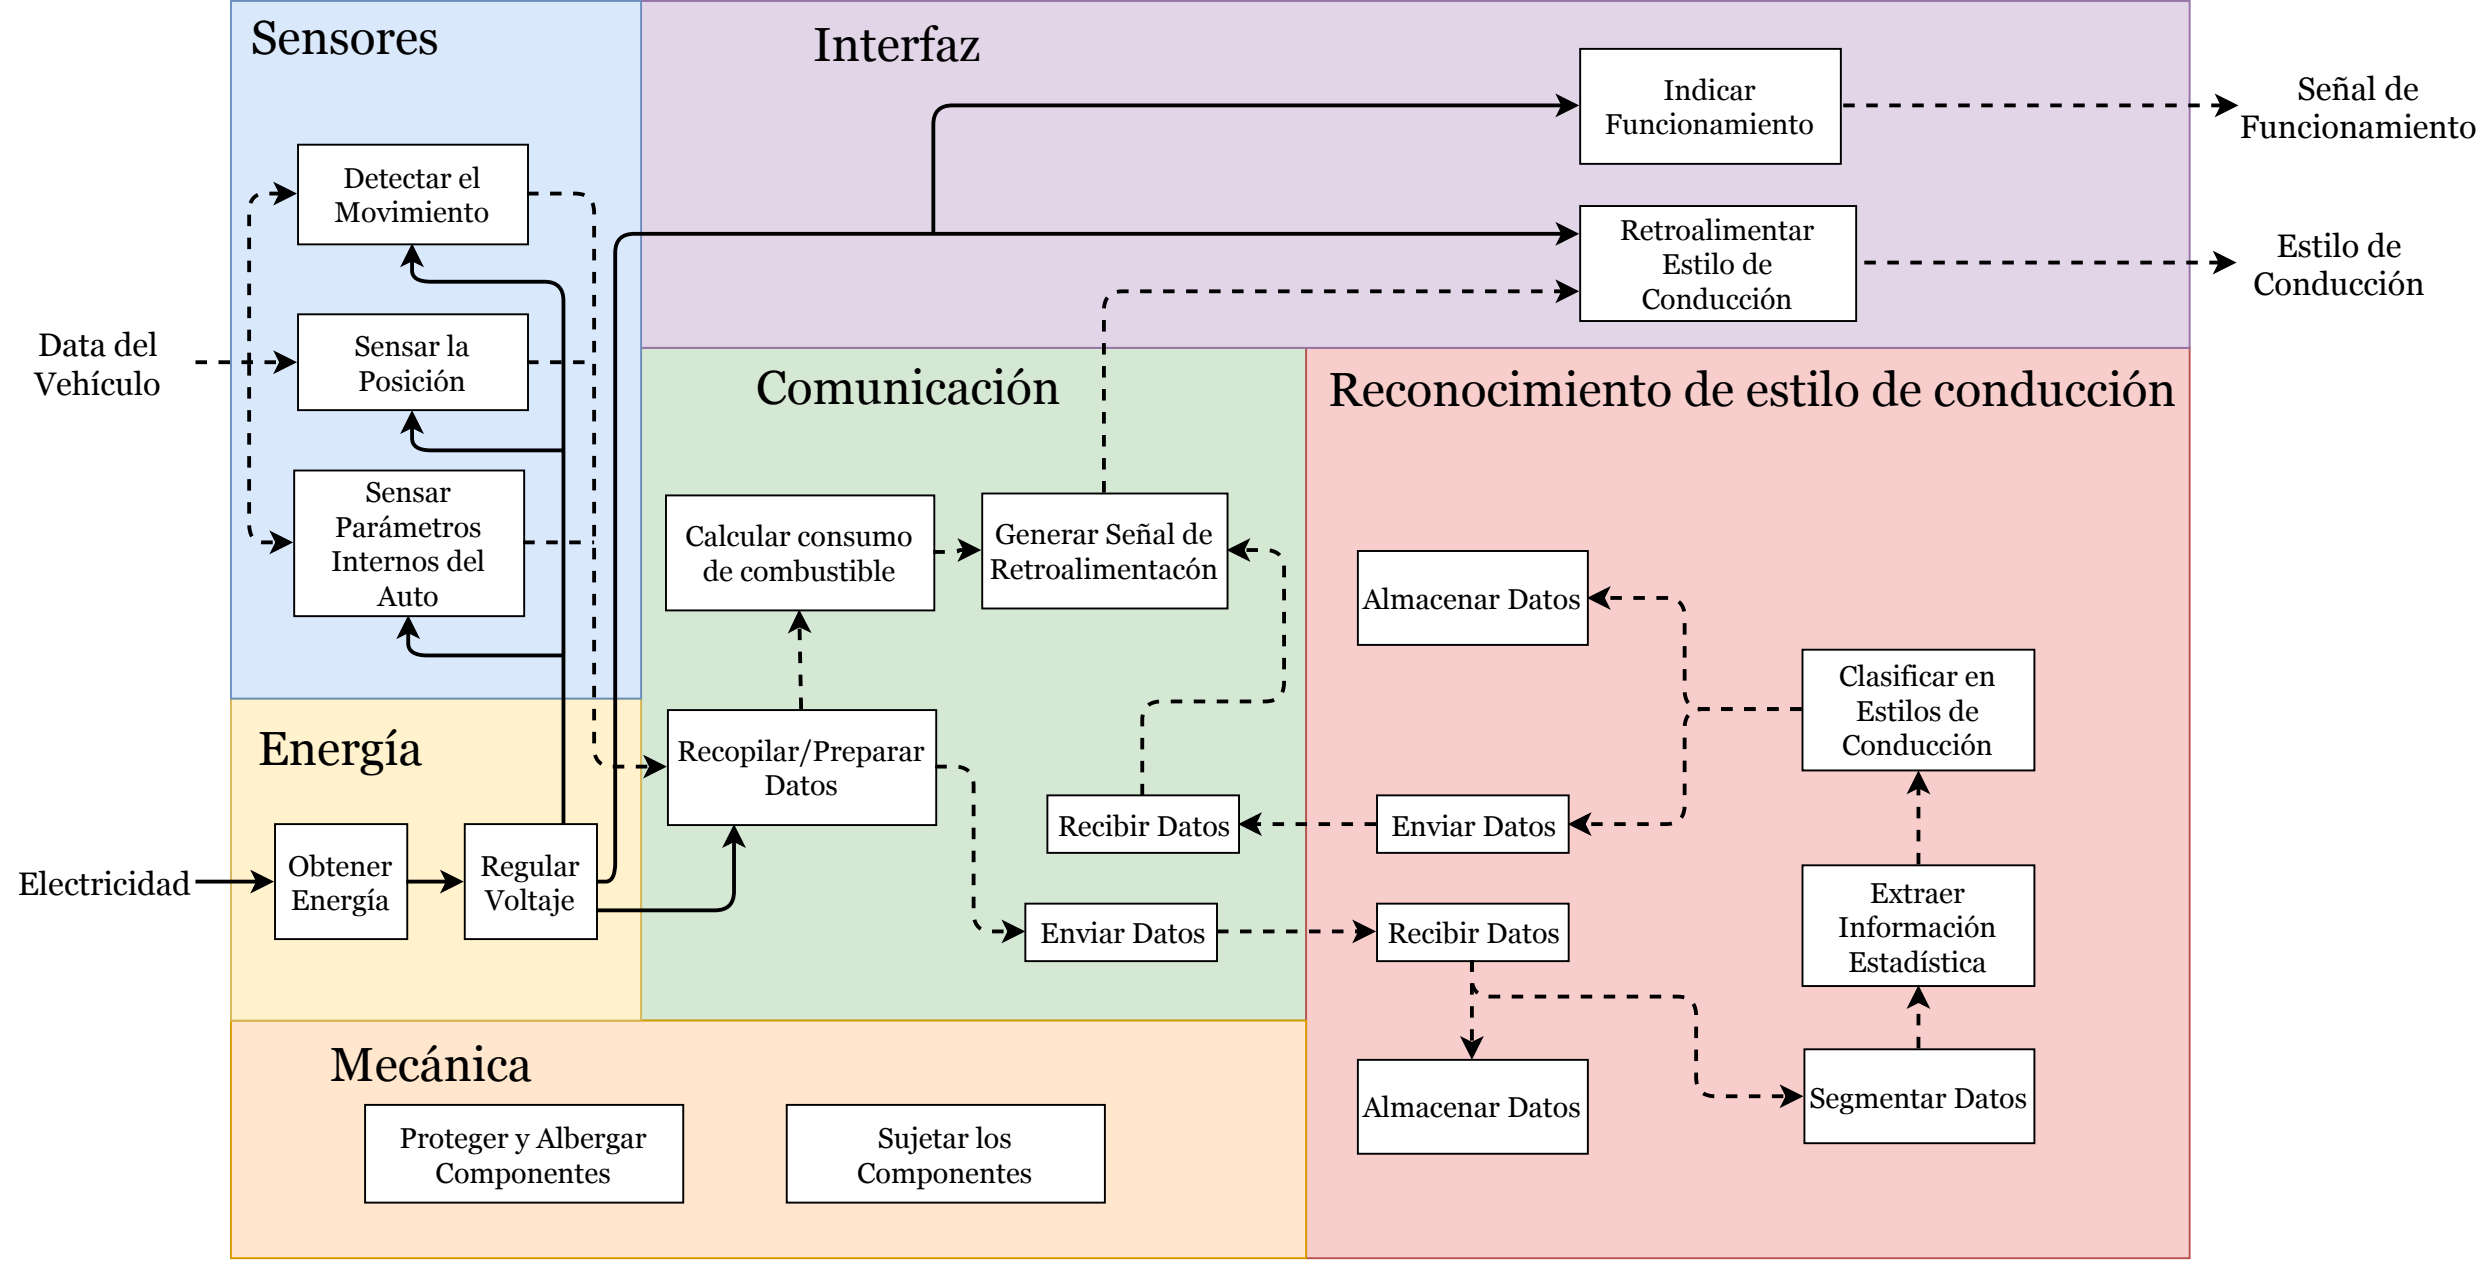 Sensores
Interfaz
Indicar
Funcionamiento
Señal de
Funcionamiento
Detectar el
Movimiento
Retroalimentar
Estilo de
Conducción
Estilo de
Conducción
Data del
Vehículo
Sensar la
Posición
Comunicación
Reconocimiento de estilo de conducción
Sensar
Parámetros
Internos del
Auto
Calcular consumo
de combustible
Generar Señal de
Retroalimentacón
Almacenar Datos
Clasificar en
Estilos de
Conducción
Energía
Recopilar/Preparar
Datos
Recibir Datos
Enviar Datos
Electricidad
Obtener
Energía
Regular
Voltaje
Enviar Datos
Recibir Datos
Extraer
Información
Estadística
Mecánica
Proteger y Albergar
Componentes
Sujetar los
Componentes
Almacenar Datos
Segmentar Datos